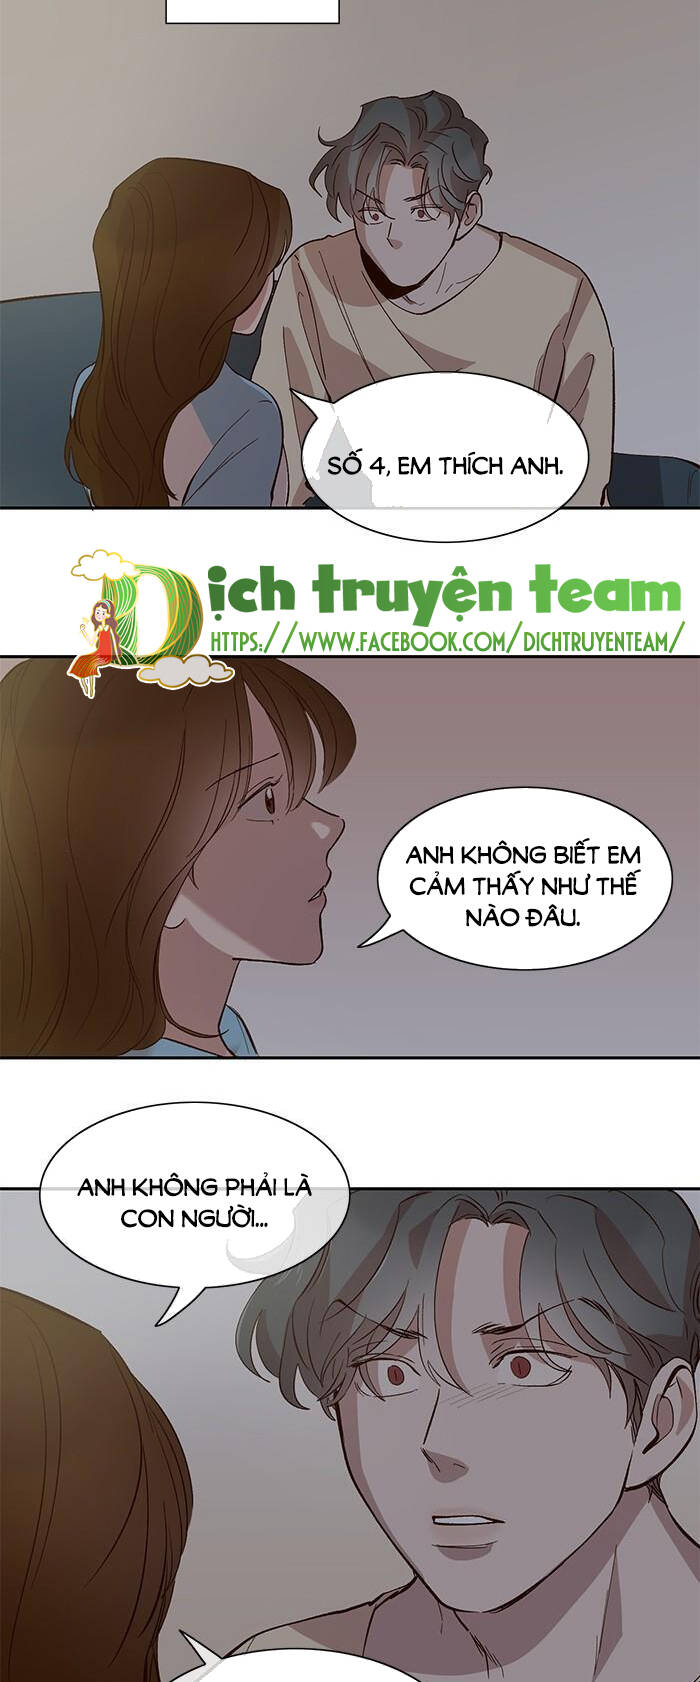 SỐ 4, EM THÍCH ANH.
Dịch truyện team
HTTPS://WWW.FACEBOOK.COM/DICHTRUYENTEAM/
ANH KHÔNG BIẾT EM
CẢM THẤY NHƯ THẾ
NÀO ĐÂU.
ANH KHÔNG PHẢI LÀ
CON NGƯỜI...